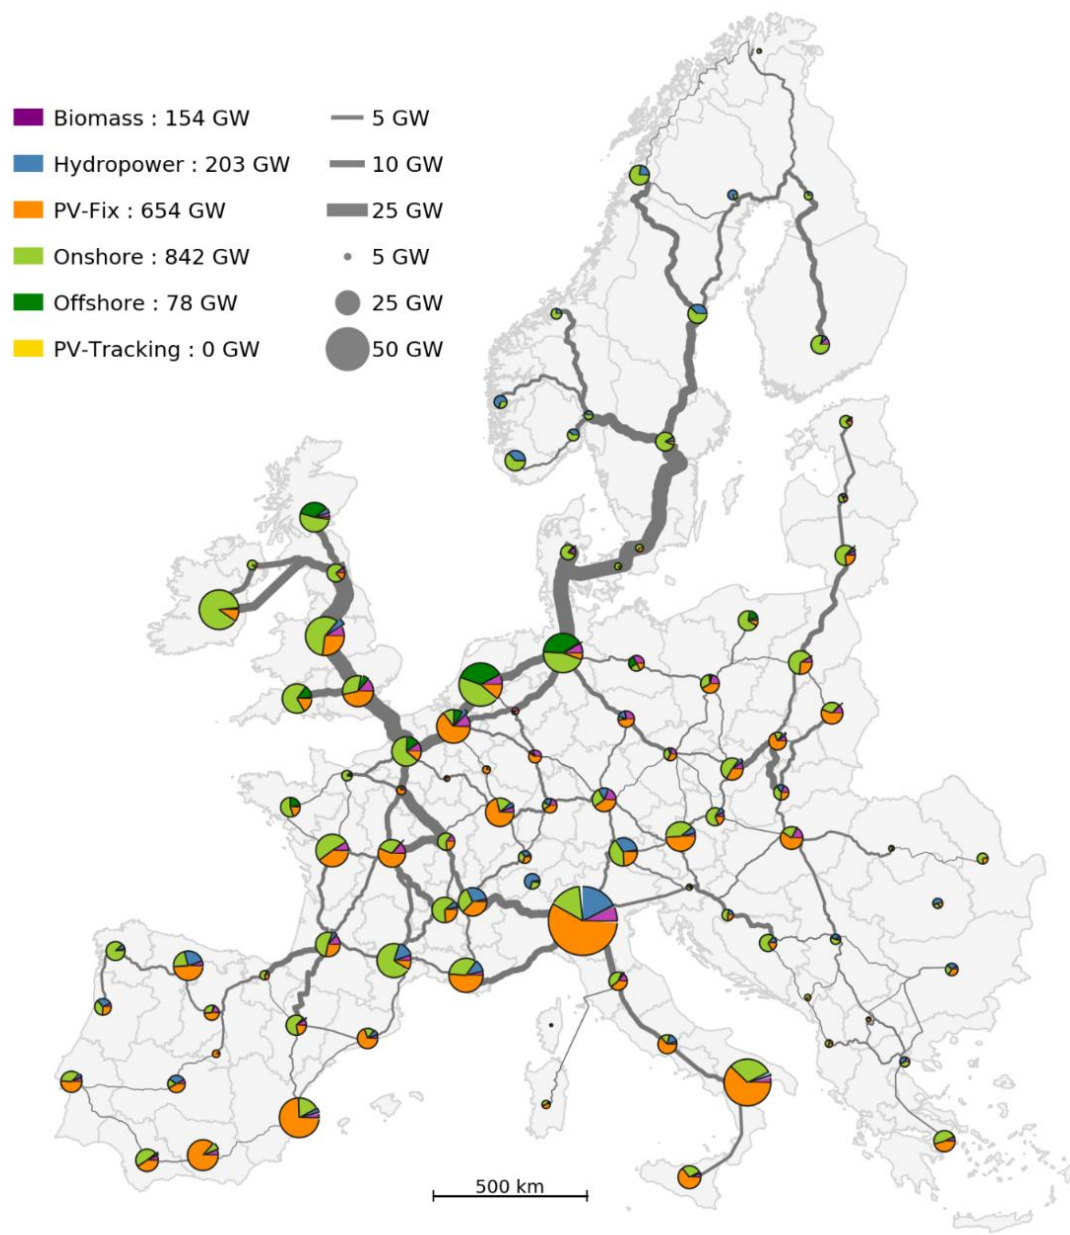 Biomass : 154 GW
Hydropower : 203 GW
PV-Fix : 654 GW
Onshore : 842 GW
Offshore : 78 GW
PV-Tracking : 0 GW
5 GW
10 GW
25 GW
5 GW
25 GW
50 GW
500 km